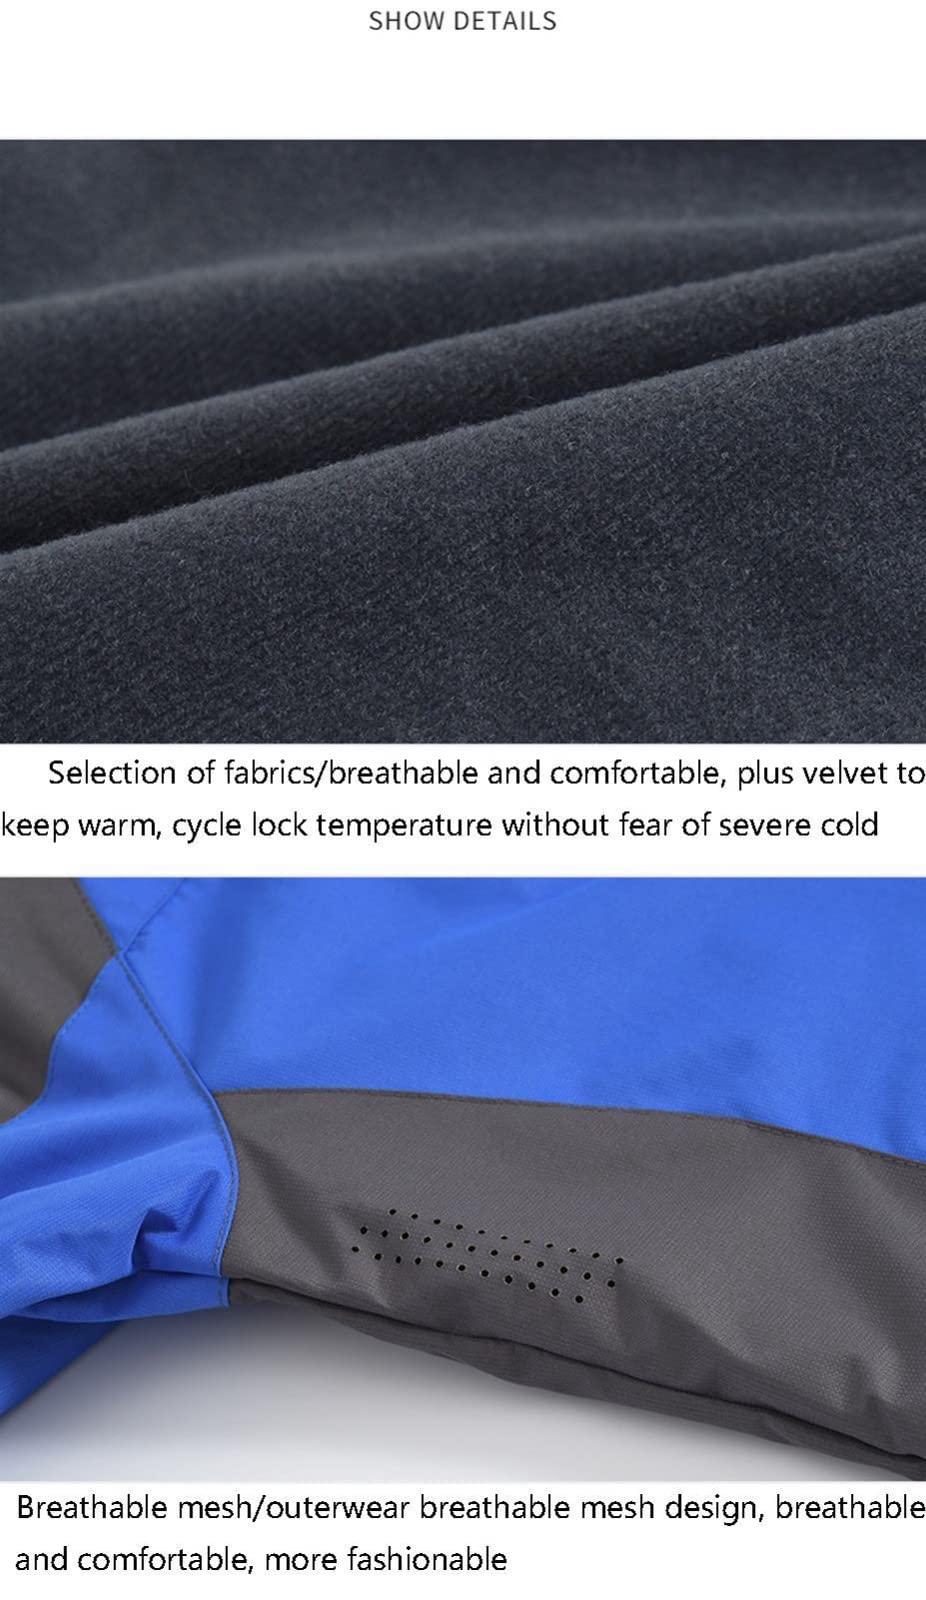 SHOW DETAILS
Selection of fabrics/breathable and comfortable, plus velvet to
keep warm, cycle lock temperature without fear of severe cold
Breathable mesh/outerwear breathable mesh design, breathable
and comfortable, more fashionable